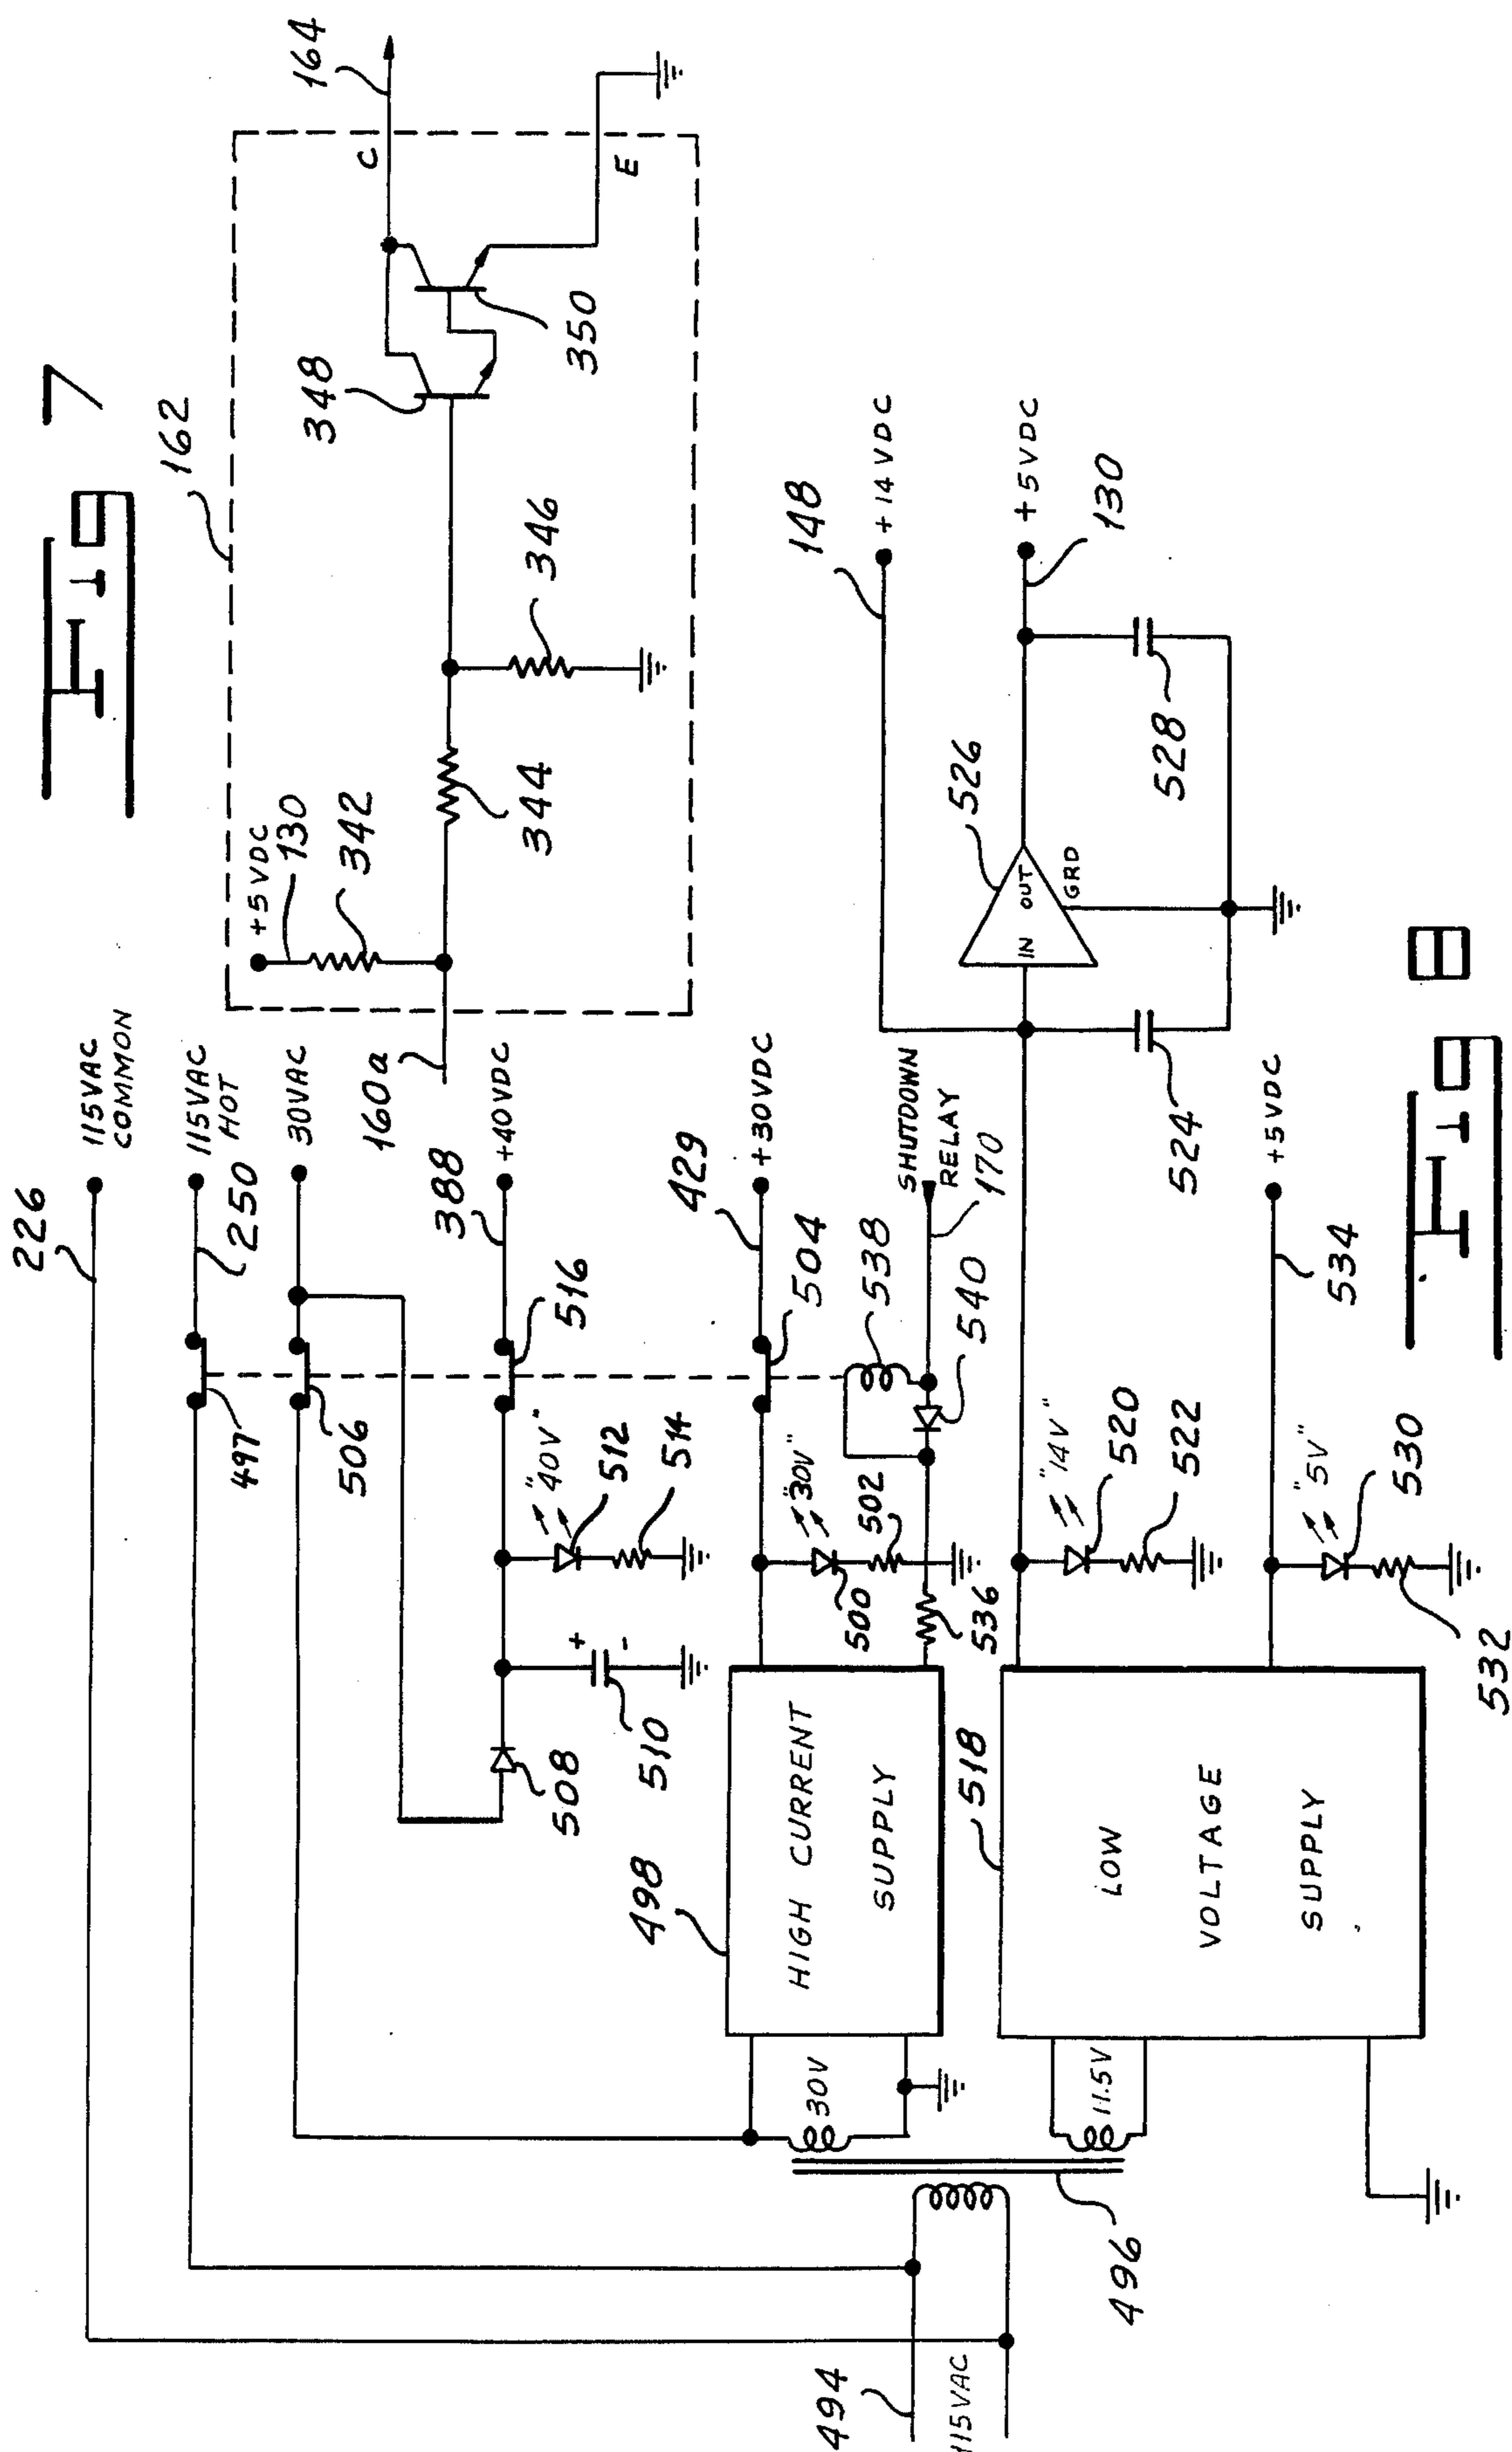 Fig 7
162
164
C
E
348
350
+5VDC
130
342
344
346
160a
226
115VAC
COMMON
115VAC
HOT
250
30VAC
497
506
388
+40VDC
516
"40V"
512
514
508
+
-
510
429
+30VDC
504
"30V"
500
502
538
SHUTDOWN
RELAY
170
540
536
498
HIGH CURRENT
SUPPLY
30V
148
+14VDC
526
IN
OUT
GRD
+5VDC
130
528
524
"14V"
520
522
518
LOW
VOLTAGE
SUPPLY
11.5V
+5VDC
534
"5V"
530
532
494
115VAC
496
Fig 8